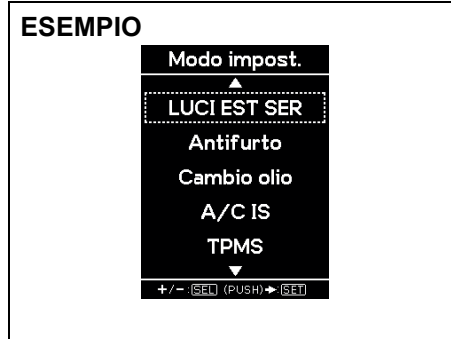 ESEMPIO
Modo impost.
LUCI EST SER
Antifurto
Cambio olio
A/C IS
TPMS
+/-:SEL (PUSH)➔:SET